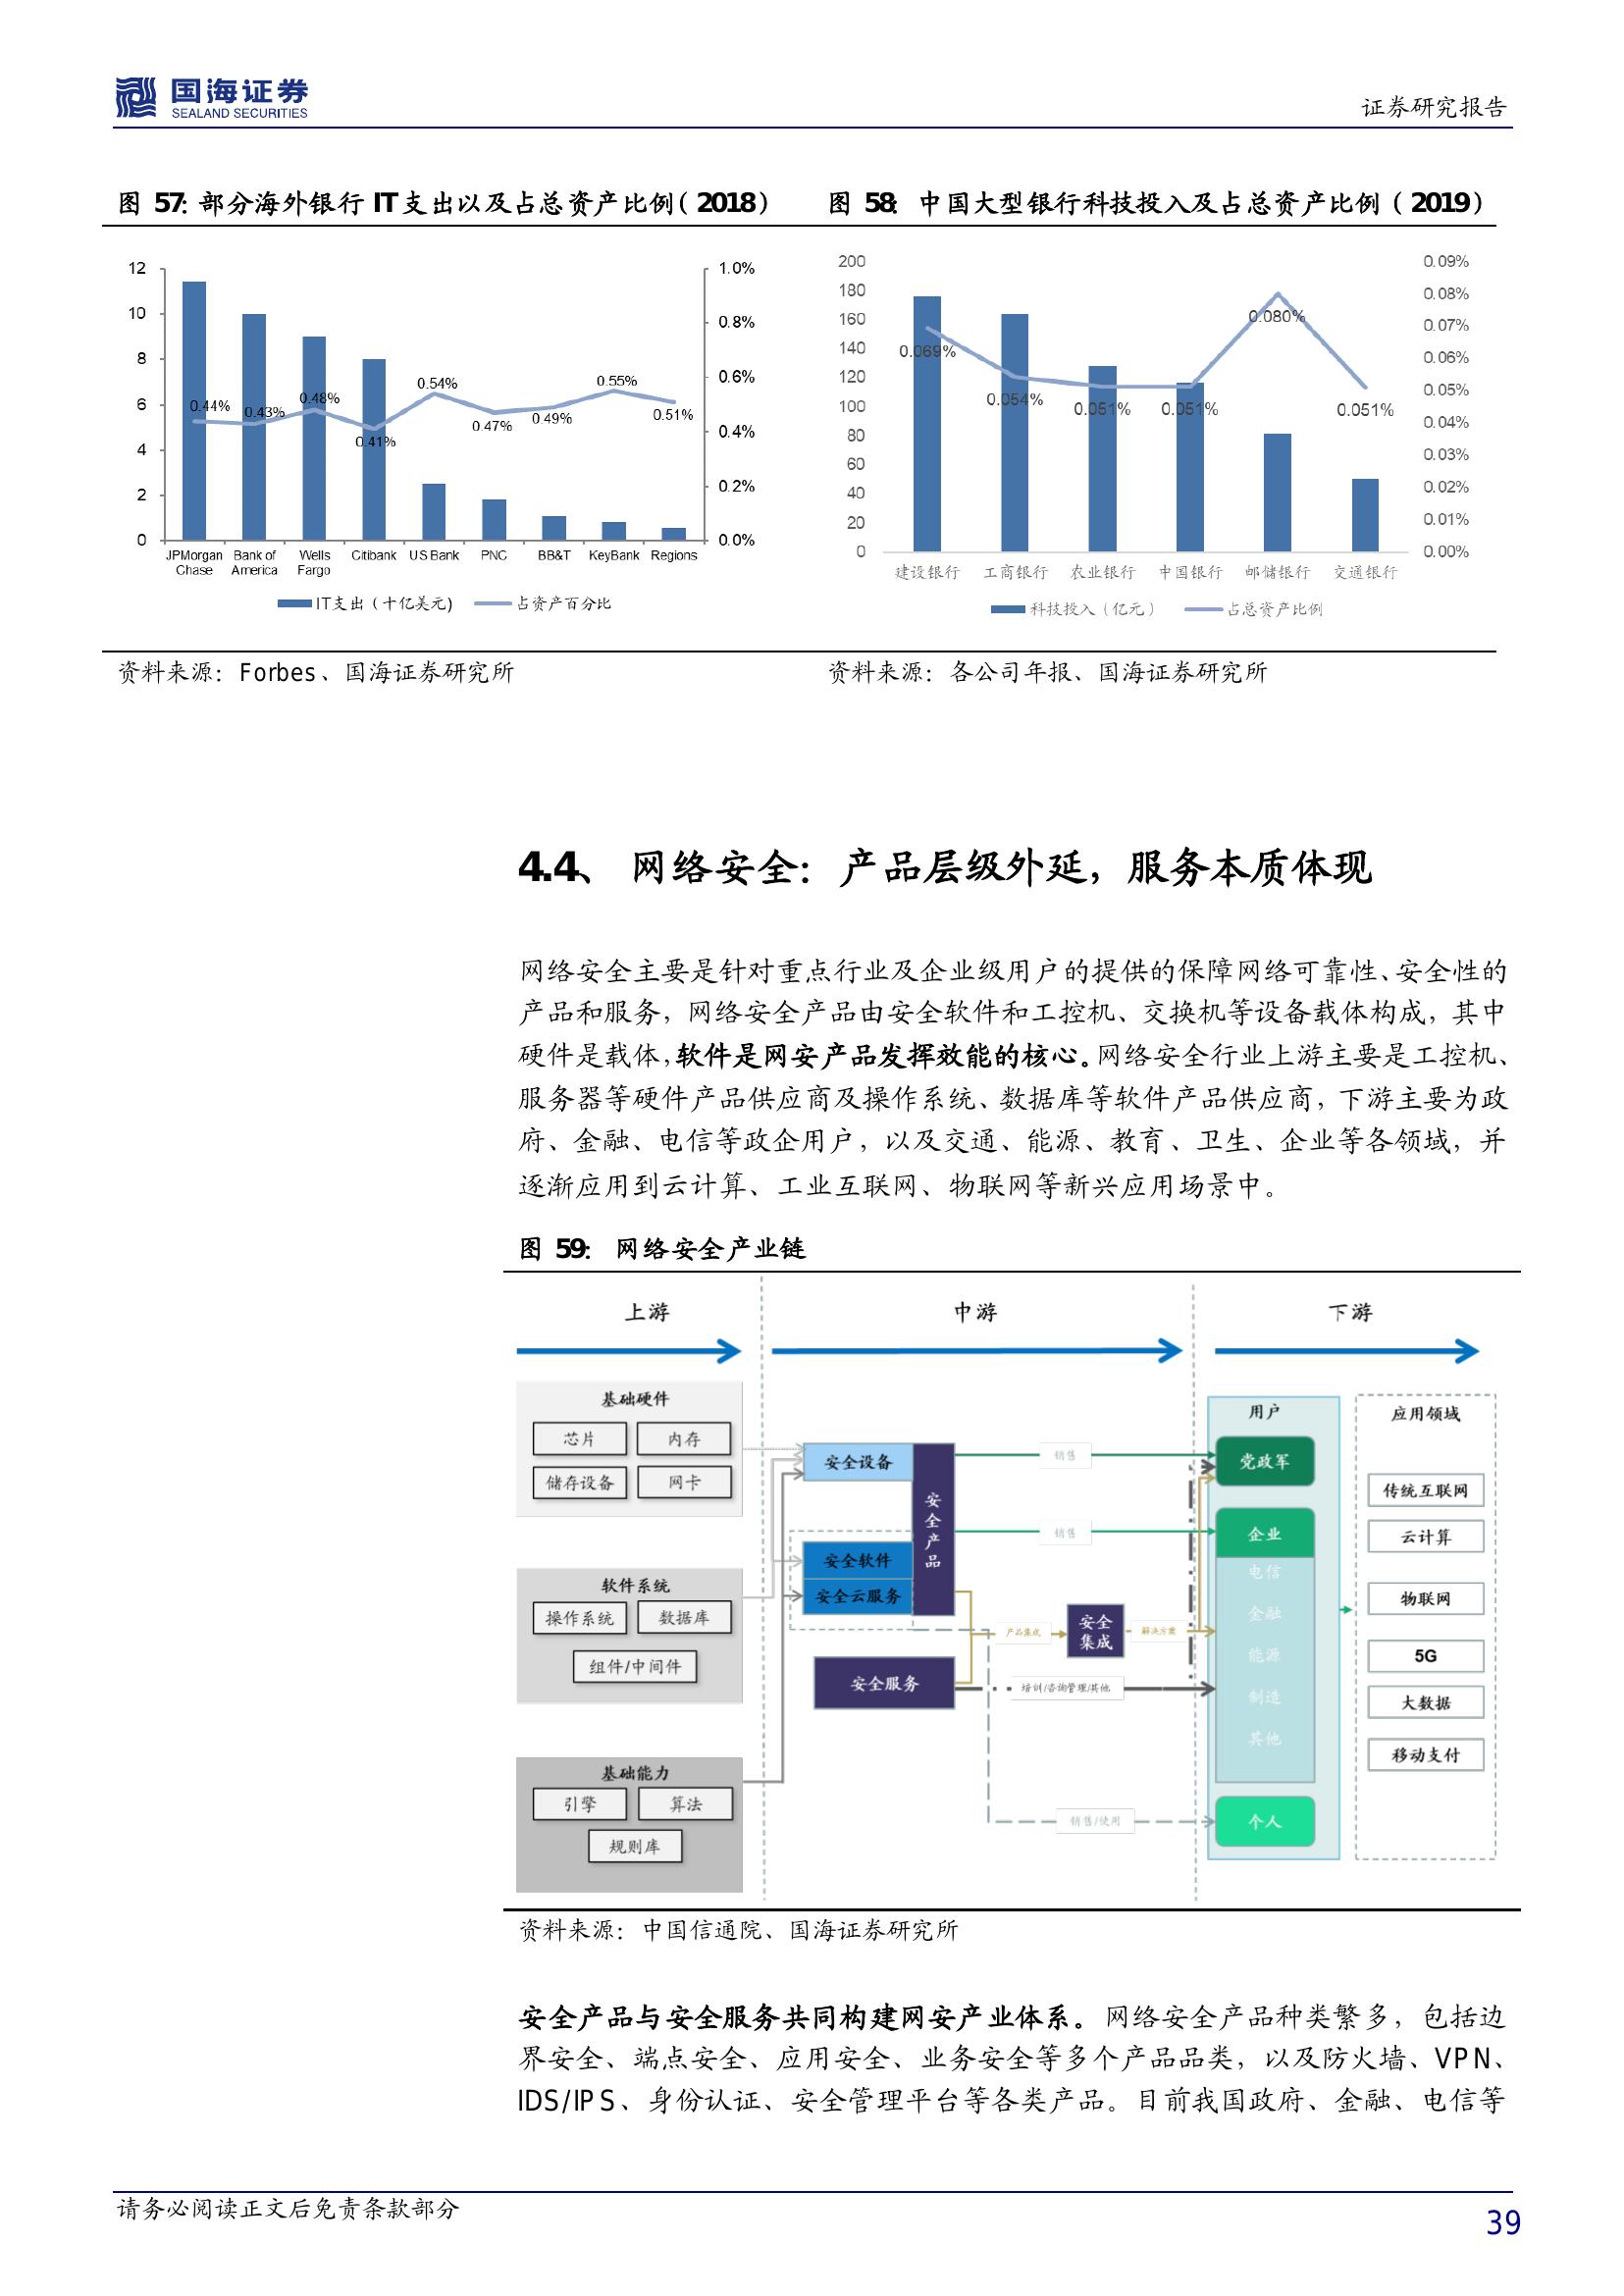 国海证券
SEALAND SECURITIES
证券研究报告
图 57: 部分海外银行 IT 支出以及占总资产比例( 2018)
12
10
8
6
4
2
0
1.0%
0.8%
0.6%
0.4%
0.2%
0.0%
0.44%
0.43%
0.48%
0.41%
0.54%
0.47%
0.49%
0.55%
0.51%
JPMorgan Chase
Bank of America
Wells Fargo
Citibank
US Bank
PNC
BB&T
KeyBank
Regions
IT支出（十亿美元）
占资产百分比
资料来源：Forbes、国海证券研究所
图 58: 中国大型银行科技投入及占总资产比例（2019）
200
180
160
140
120
100
80
60
40
20
0
0.09%
0.08%
0.07%
0.06%
0.05%
0.04%
0.03%
0.02%
0.01%
0.00%
0.069%
0.054%
0.051%
0.051%
0.080%
0.051%
建设银行
工商银行
农业银行
中国银行
邮储银行
交通银行
科技投入（亿元）
占总资产比例
资料来源：各公司年报、国海证券研究所
4.4、 网络安全：产品层级外延，服务本质体现
网络安全主要是针对重点行业及企业级用户的提供的保障网络可靠性、安全性的
产品和服务，网络安全产品由安全软件和工控机、交换机等设备载体构成，其中
硬件是载体，软件是网安产品发挥效能的核心。网络安全行业上游主要是工控机、
服务器等硬件产品供应商及操作系统、数据库等软件产品供应商，下游主要为政
府、金融、电信等政企用户，以及交通、能源、教育、卫生、企业等各领域，并
逐渐应用到云计算、工业互联网、物联网等新兴应用场景中。
图 59: 网络安全产业链
上游
中游
下游
基础硬件
芯片
内存
储存设备
网卡
软件系统
操作系统
数据库
组件/中间件
基础能力
引擎
算法
规则库
安全设备
安全软件
安全云服务
安全产品
安全服务
销售
销售
产品集成
安全集成
解决方案
培训/咨询管理/其他
销售/使用
用户
党政军
企业
电信
金融
能源
制造
其他
个人
应用领域
传统互联网
云计算
物联网
5G
大数据
移动支付
资料来源：中国信通院、国海证券研究所
安全产品与安全服务共同构建网安产业体系。网络安全产品种类繁多，包括边
界安全、端点安全、应用安全、业务安全等多个产品品类，以及防火墙、VPN、
IDS/IPS、身份认证、安全管理平台等各类产品。目前我国政府、金融、电信等
请务必阅读正文后免责条款部分
39